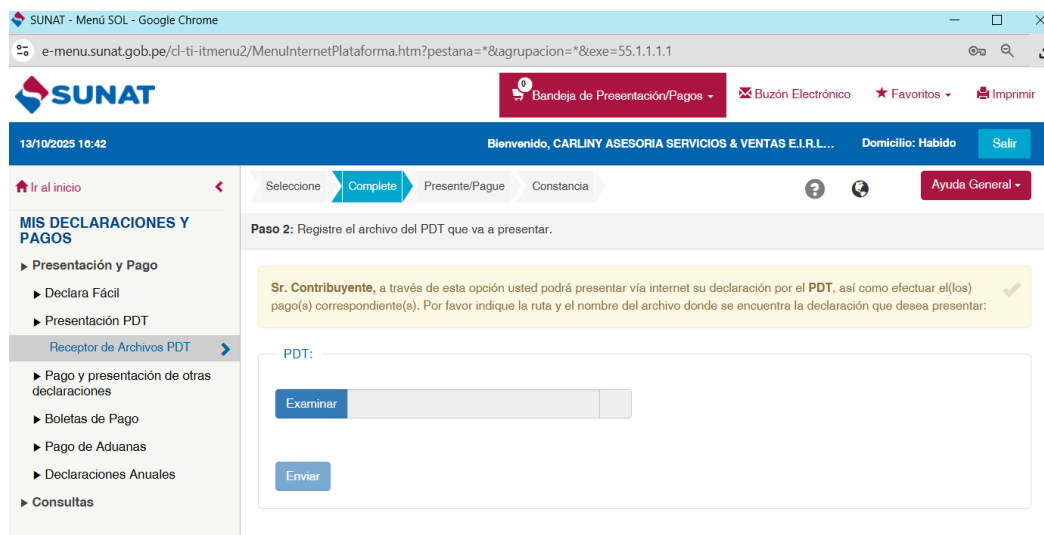 SUNAT - Menú SOL - Google Chrome
e-menu.sunat.gob.pe/cl-ti-itmenu2/MenuInternetPlataforma.htm?pestana=*&agrupacion=*&exe=55.1.1.1.1
SUNAT
0
Bandeja de Presentación/Pagos
Buzón Electrónico
Favoritos
Imprimir
13/10/2025 16:42
Bienvenido, CARLINY ASESORIA SERVICIOS & VENTAS E.I.R.L...
Domicilio: Habido
Salir
Ir al inicio
Seleccione
Complete
Presente/Pague
Constancia
Ayuda General
MIS DECLARACIONES Y
PAGOS
Presentación y Pago
Declara Fácil
Presentación PDT
Receptor de Archivos PDT
Pago y presentación de otras
declaraciones
Boletas de Pago
Pago de Aduanas
Declaraciones Anuales
Consultas
Paso 2: Registre el archivo del PDT que va a presentar.
Sr. Contribuyente, a través de esta opción usted podrá presentar vía internet su declaración por el PDT, así como efectuar el(los)
pago(s) correspondiente(s). Por favor indique la ruta y el nombre del archivo donde se encuentra la declaración que desea presentar:
PDT:
Examinar
Enviar